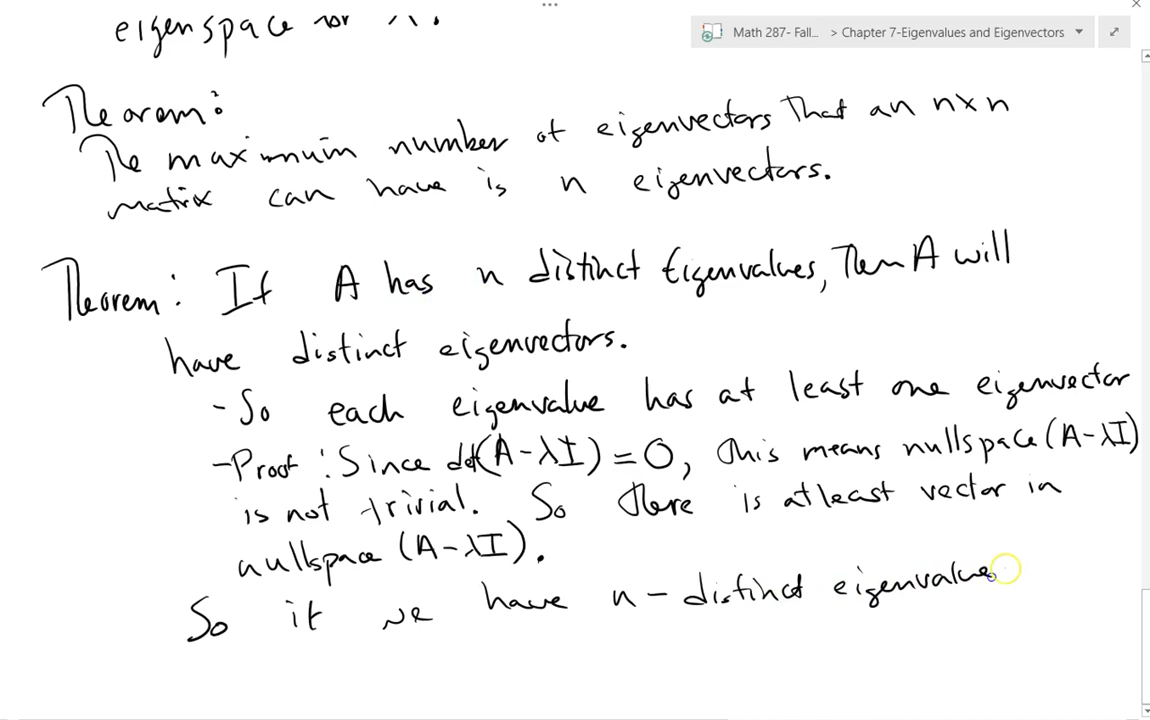 Math 287- Fall... > Chapter 7-Eigenvalues and Eigenvectors
eigenspace for
Theorem:
The maximum number of eigenvectors That an n×n
matrix can have is n eigenvectors.
Theorem: If A has n distinct Eigenvalues, Then A will
have distinct eigenvectors.
-So each eigenvalue has at least one eigenvector
-Proof: Since det(A-λI)=0, this means nullspace(A-λI)
is not trivial. So there is atleast vector in
nullspace (A-λI).
So if we have n-distinct eigenvalues